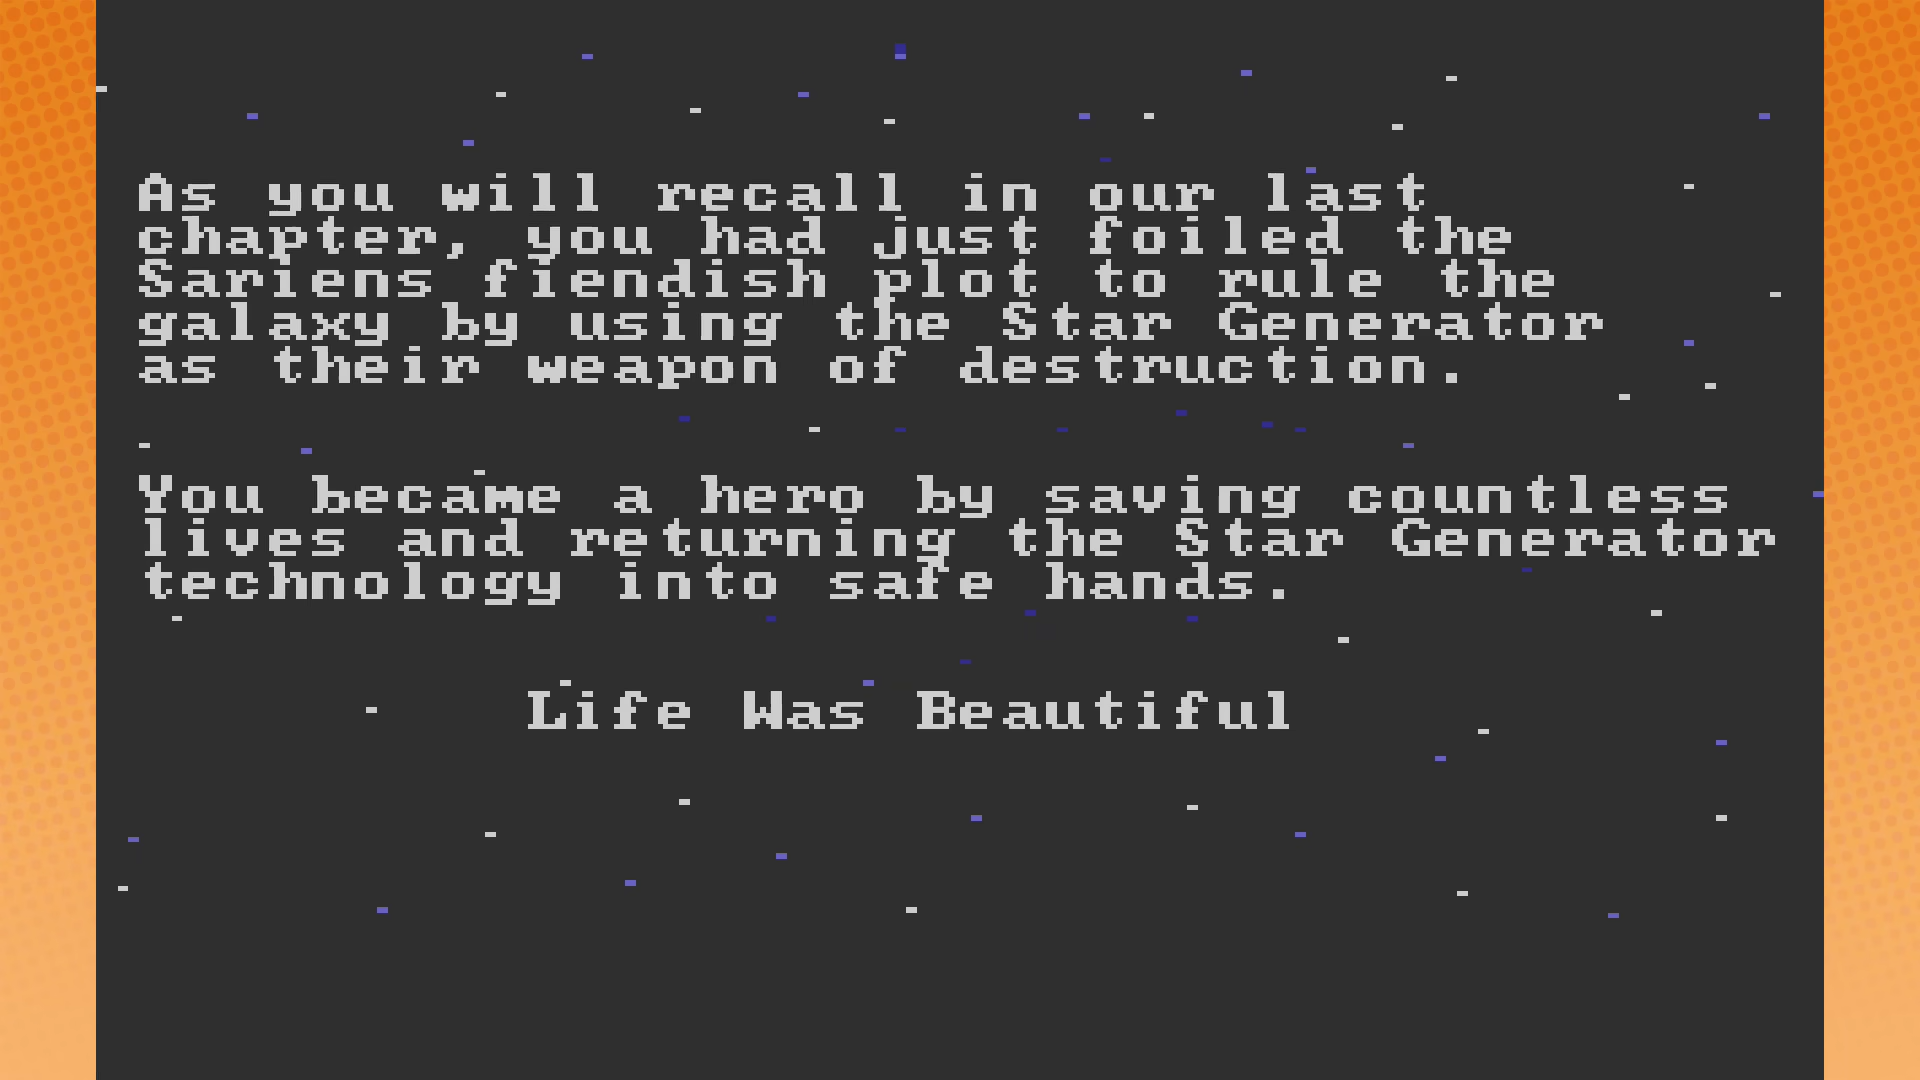 As you will recall in our last
chapter, you had just foiled the
Sariens fiendish plot to rule the
galaxy by using the Star Generator
as their weapon of destruction.
You became a hero by saving countless
lives and returning the Star Generator
technology into safe hands.
Life Was Beautiful